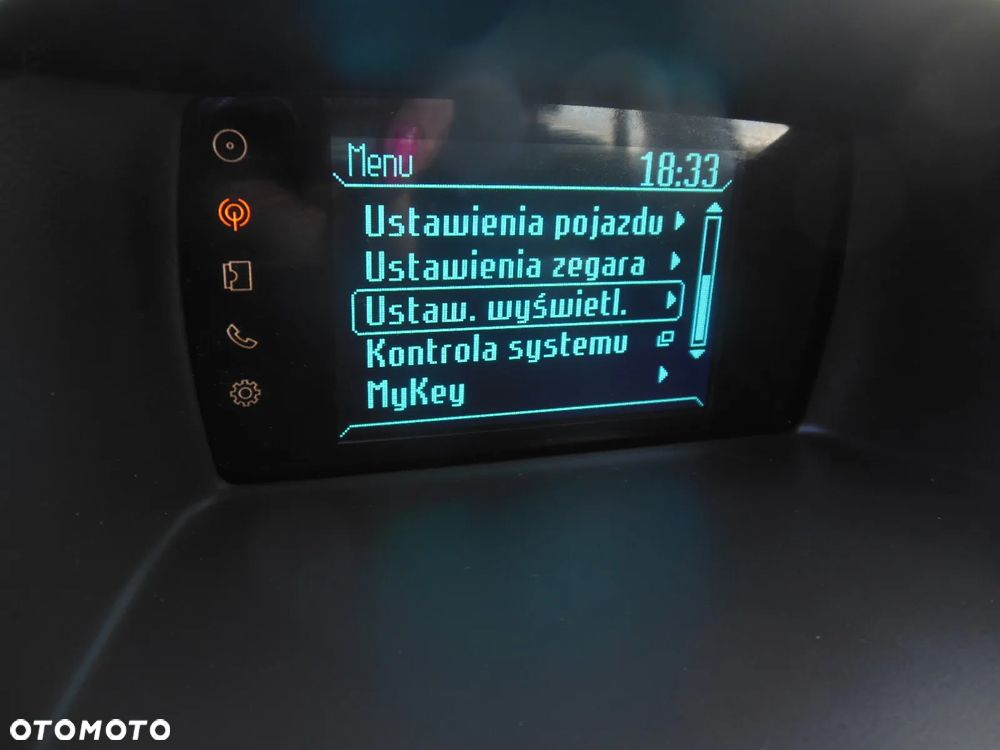 Menu 18:33
Ustawienia pojazdu
Ustawienia zegara
Ustaw. wyświetl.
Kontrola systemu
MyKey
OTOMOTO